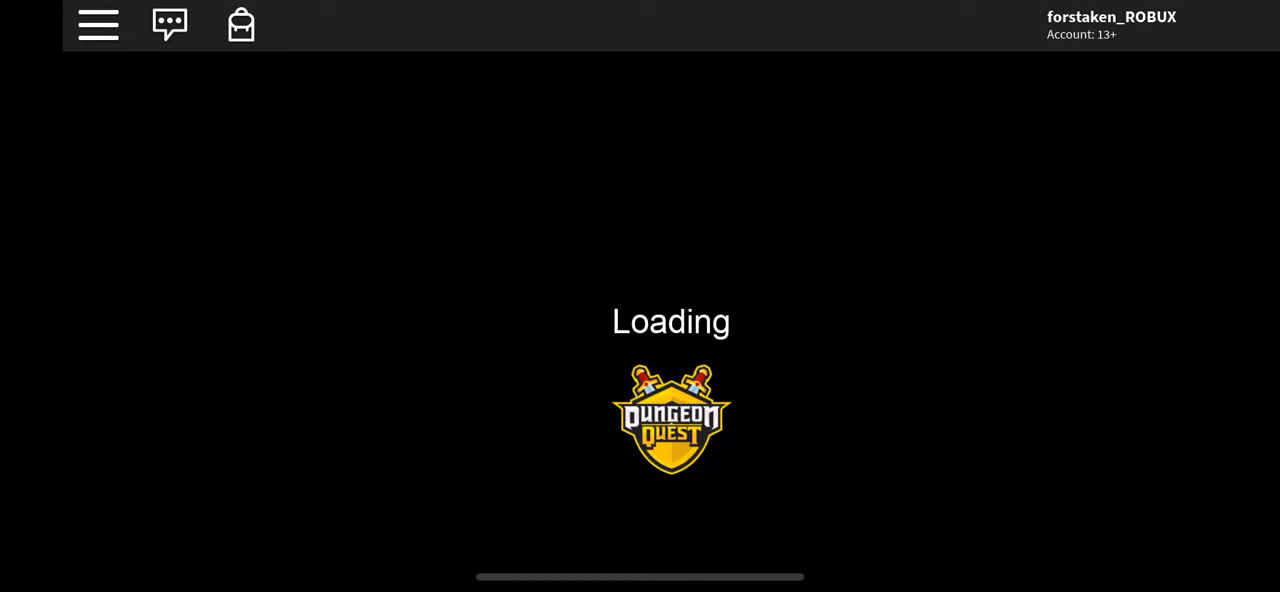 forstaken_ROBUX
Account: 13+
Loading
DUNGEON
QUEST